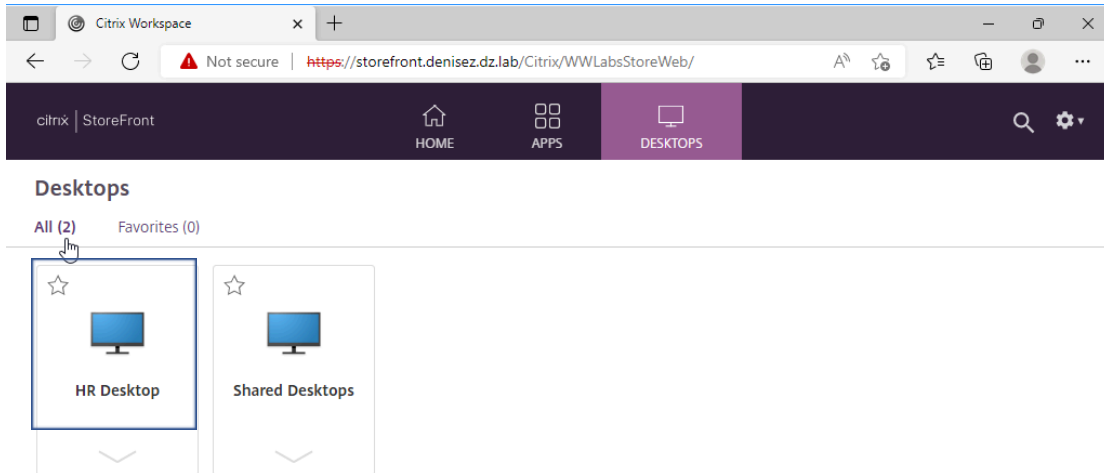 Citrix Workspace
Not secure | https://storefront.denisez.dz.lab/Citrix/WWLabsStoreWeb/
citrix | StoreFront
HOME
APPS
DESKTOPS
Desktops
All (2)
Favorites (0)
HR Desktop
Shared Desktops